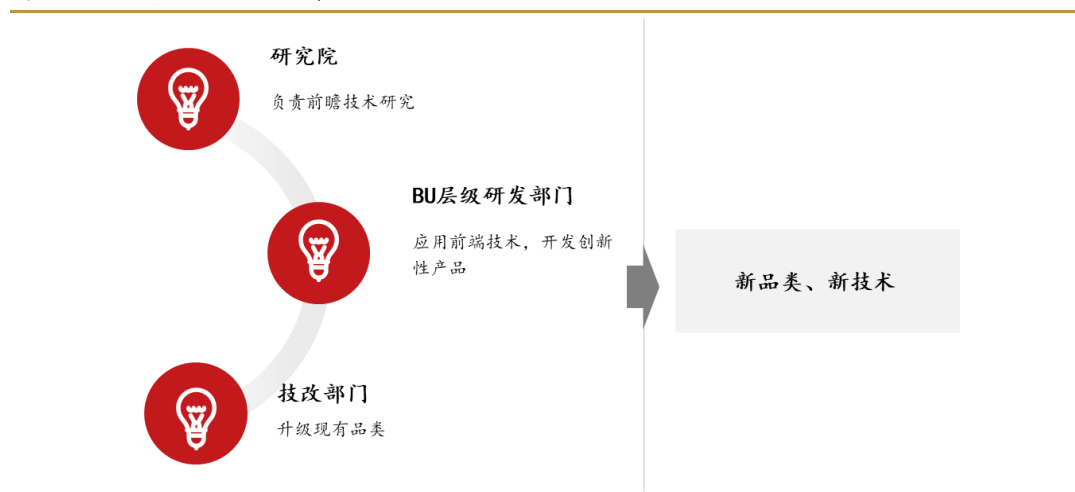 研究院
负责前瞻技术研究
BU层级研发部门
应用前端技术，开发创新
性产品
新品类、新技术
技改部门
升级现有品类